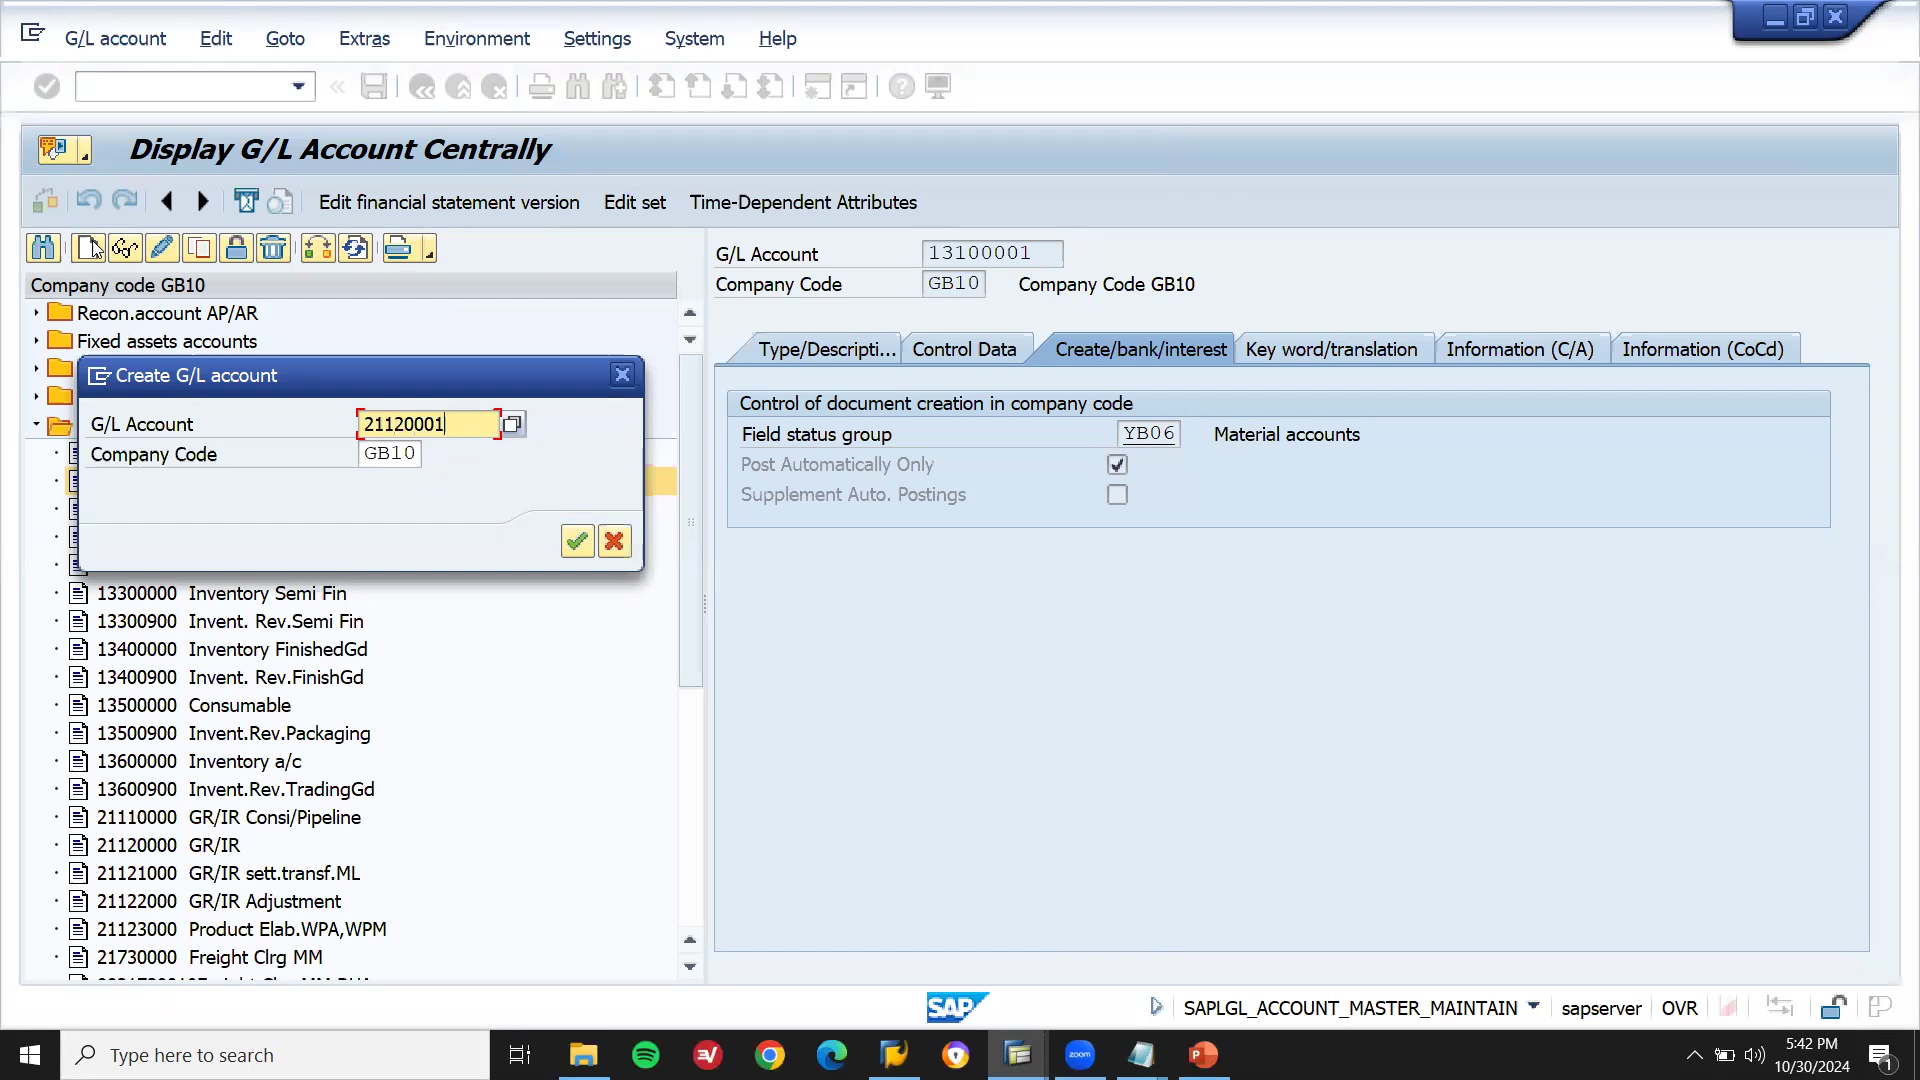 G/L account Edit Goto Extras Environment Settings System Help
Display G/L Account Centrally
Edit financial statement version Edit set Time-Dependent Attributes
Company code GB10
Recon.account AP/AR
Fixed assets accounts
Create G/L account
G/L Account 21120001
Company Code GB10
13300000 Inventory Semi Fin
13300900 Invent. Rev.Semi Fin
13400000 Inventory FinishedGd
13400900 Invent. Rev.FinishGd
13500000 Consumable
13500900 Invent.Rev.Packaging
13600000 Inventory a/c
13600900 Invent.Rev.TradingGd
21110000 GR/IR Consi/Pipeline
21120000 GR/IR
21121000 GR/IR sett.transf.ML
21122000 GR/IR Adjustment
21123000 Product Elab.WPA,WPM
21730000 Freight Clrg MM
G/L Account 13100001
Company Code GB10 Company Code GB10
Type/Descripti... Control Data Create/bank/interest Key word/translation Information (C/A) Information (CoCd)
Control of document creation in company code
Field status group YB06 Material accounts
Post Automatically Only
Supplement Auto. Postings
SAP
SAPLGL_ACCOUNT_MASTER_MAINTAIN sapserver OVR
Type here to search
zoom
5:42 PM
10/30/2024
1